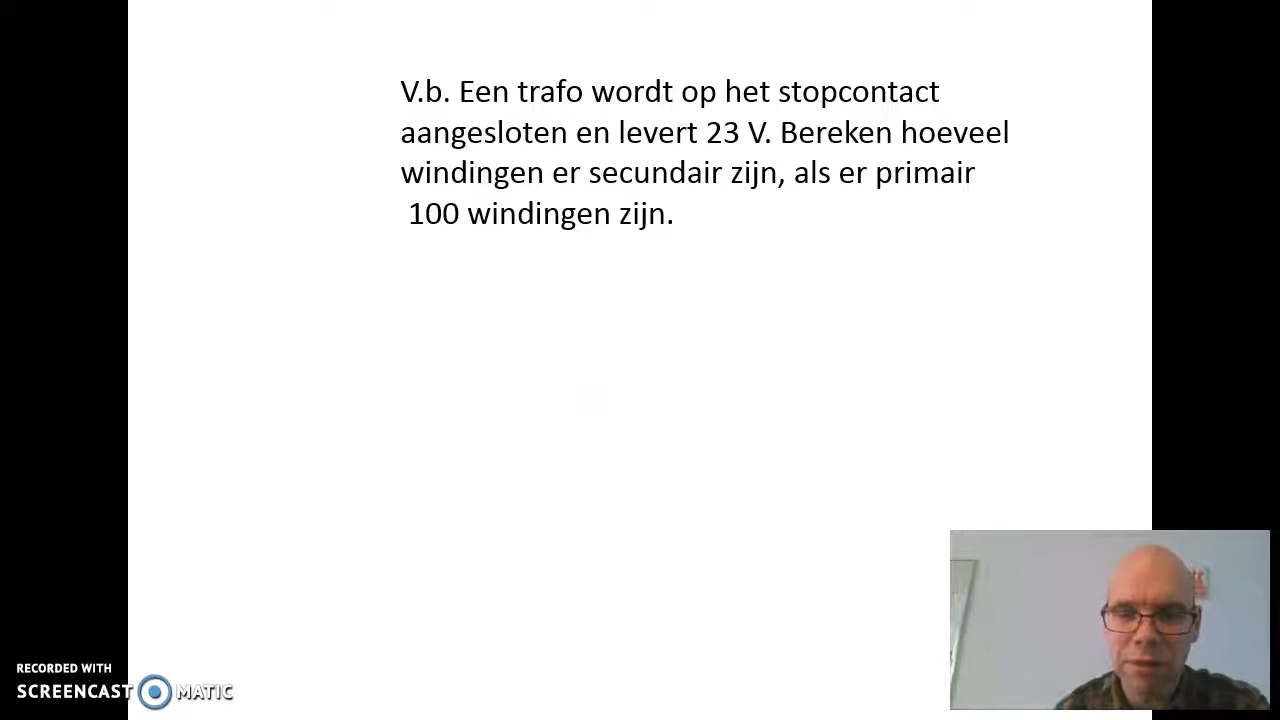 V.b. Een trafo wordt op het stopcontact
aangesloten en levert 23 V. Bereken hoeveel
windingen er secundair zijn, als er primair
100 windingen zijn.
RECORDED WITH
SCREENCAST MATIC